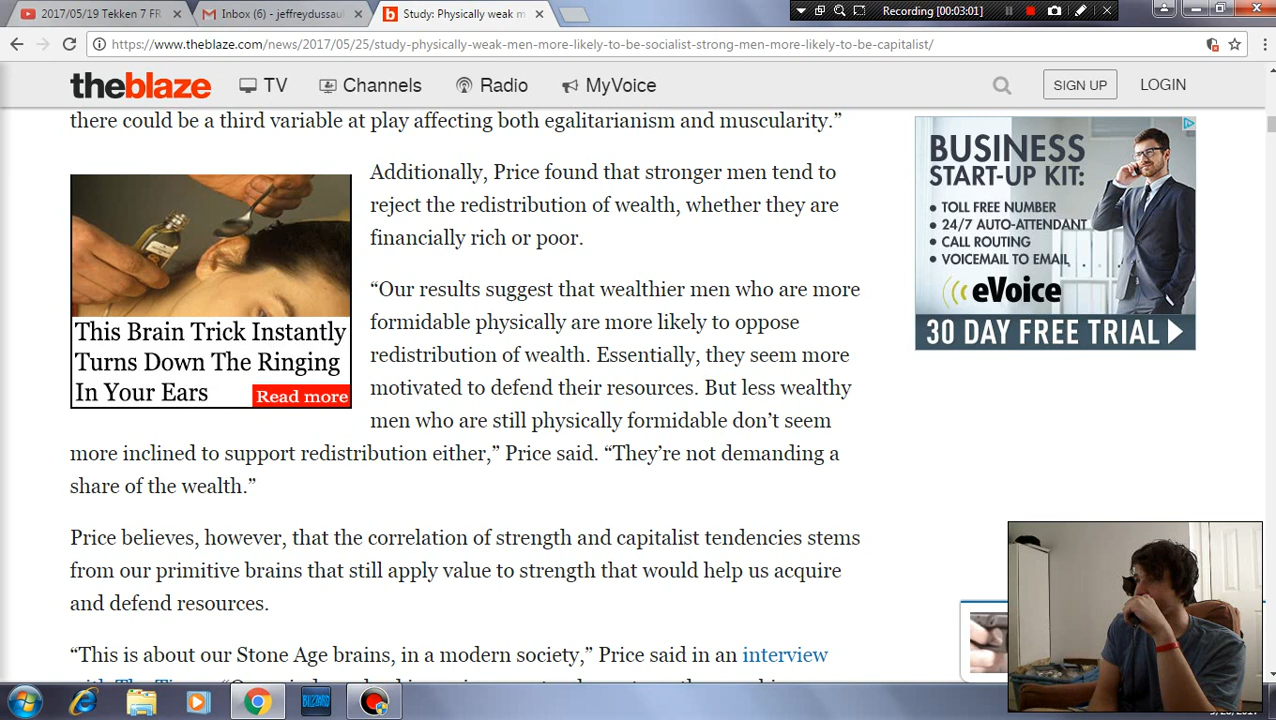 2017/05/19 Tekken 7 FR
Inbox (6) - jeffreydussau
Study: Physically weak m
Recording [00:03:01]
https://www.theblaze.com/news/2017/05/25/study-physically-weak-men-more-likely-to-be-socialist-strong-men-more-likely-to-be-capitalist/
theblaze
TV
Channels
Radio
MyVoice
SIGN UP
LOGIN
there could be a third variable at play affecting both egalitarianism and muscularity.”
Additionally, Price found that stronger men tend to
reject the redistribution of wealth, whether they are
financially rich or poor.
“Our results suggest that wealthier men who are more
formidable physically are more likely to oppose
redistribution of wealth. Essentially, they seem more
motivated to defend their resources. But less wealthy
men who are still physically formidable don’t seem
more inclined to support redistribution either,” Price said. “They’re not demanding a
share of the wealth.”
Price believes, however, that the correlation of strength and capitalist tendencies stems
from our primitive brains that still apply value to strength that would help us acquire
and defend resources.
“This is about our Stone Age brains, in a modern society,” Price said in an interview
This Brain Trick Instantly
Turns Down The Ringing
In Your Ears
Read more
BUSINESS
START-UP KIT:
• TOLL FREE NUMBER
• 24/7 AUTO-ATTENDANT
• CALL ROUTING
• VOICEMAIL TO EMAIL
eVoice
30 DAY FREE TRIAL
BLIZZARD